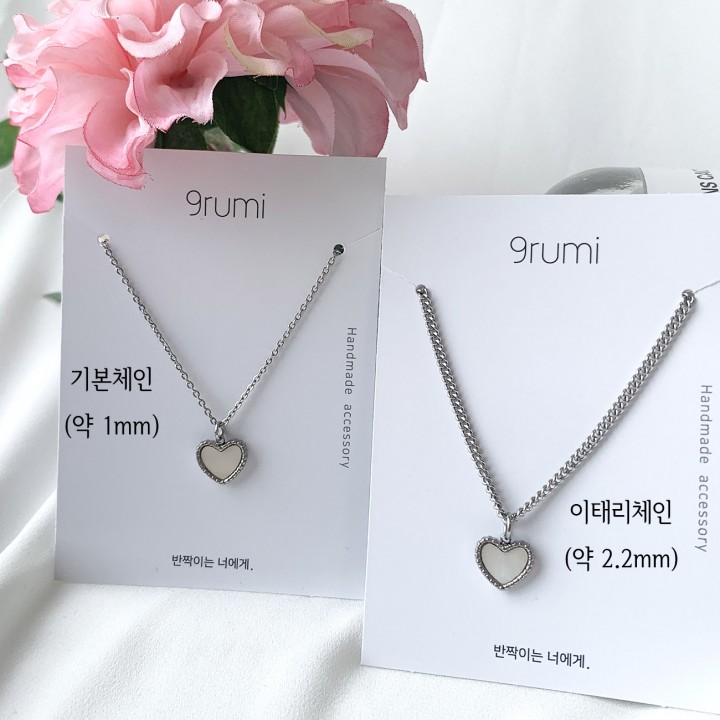 9rumi
기본체인
(약 1mm)
Handmade accessory
반짝이는 너에게.
9rumi
이태리체인
(약 2.2mm)
Handmade accessory
반짝이는 너에게.